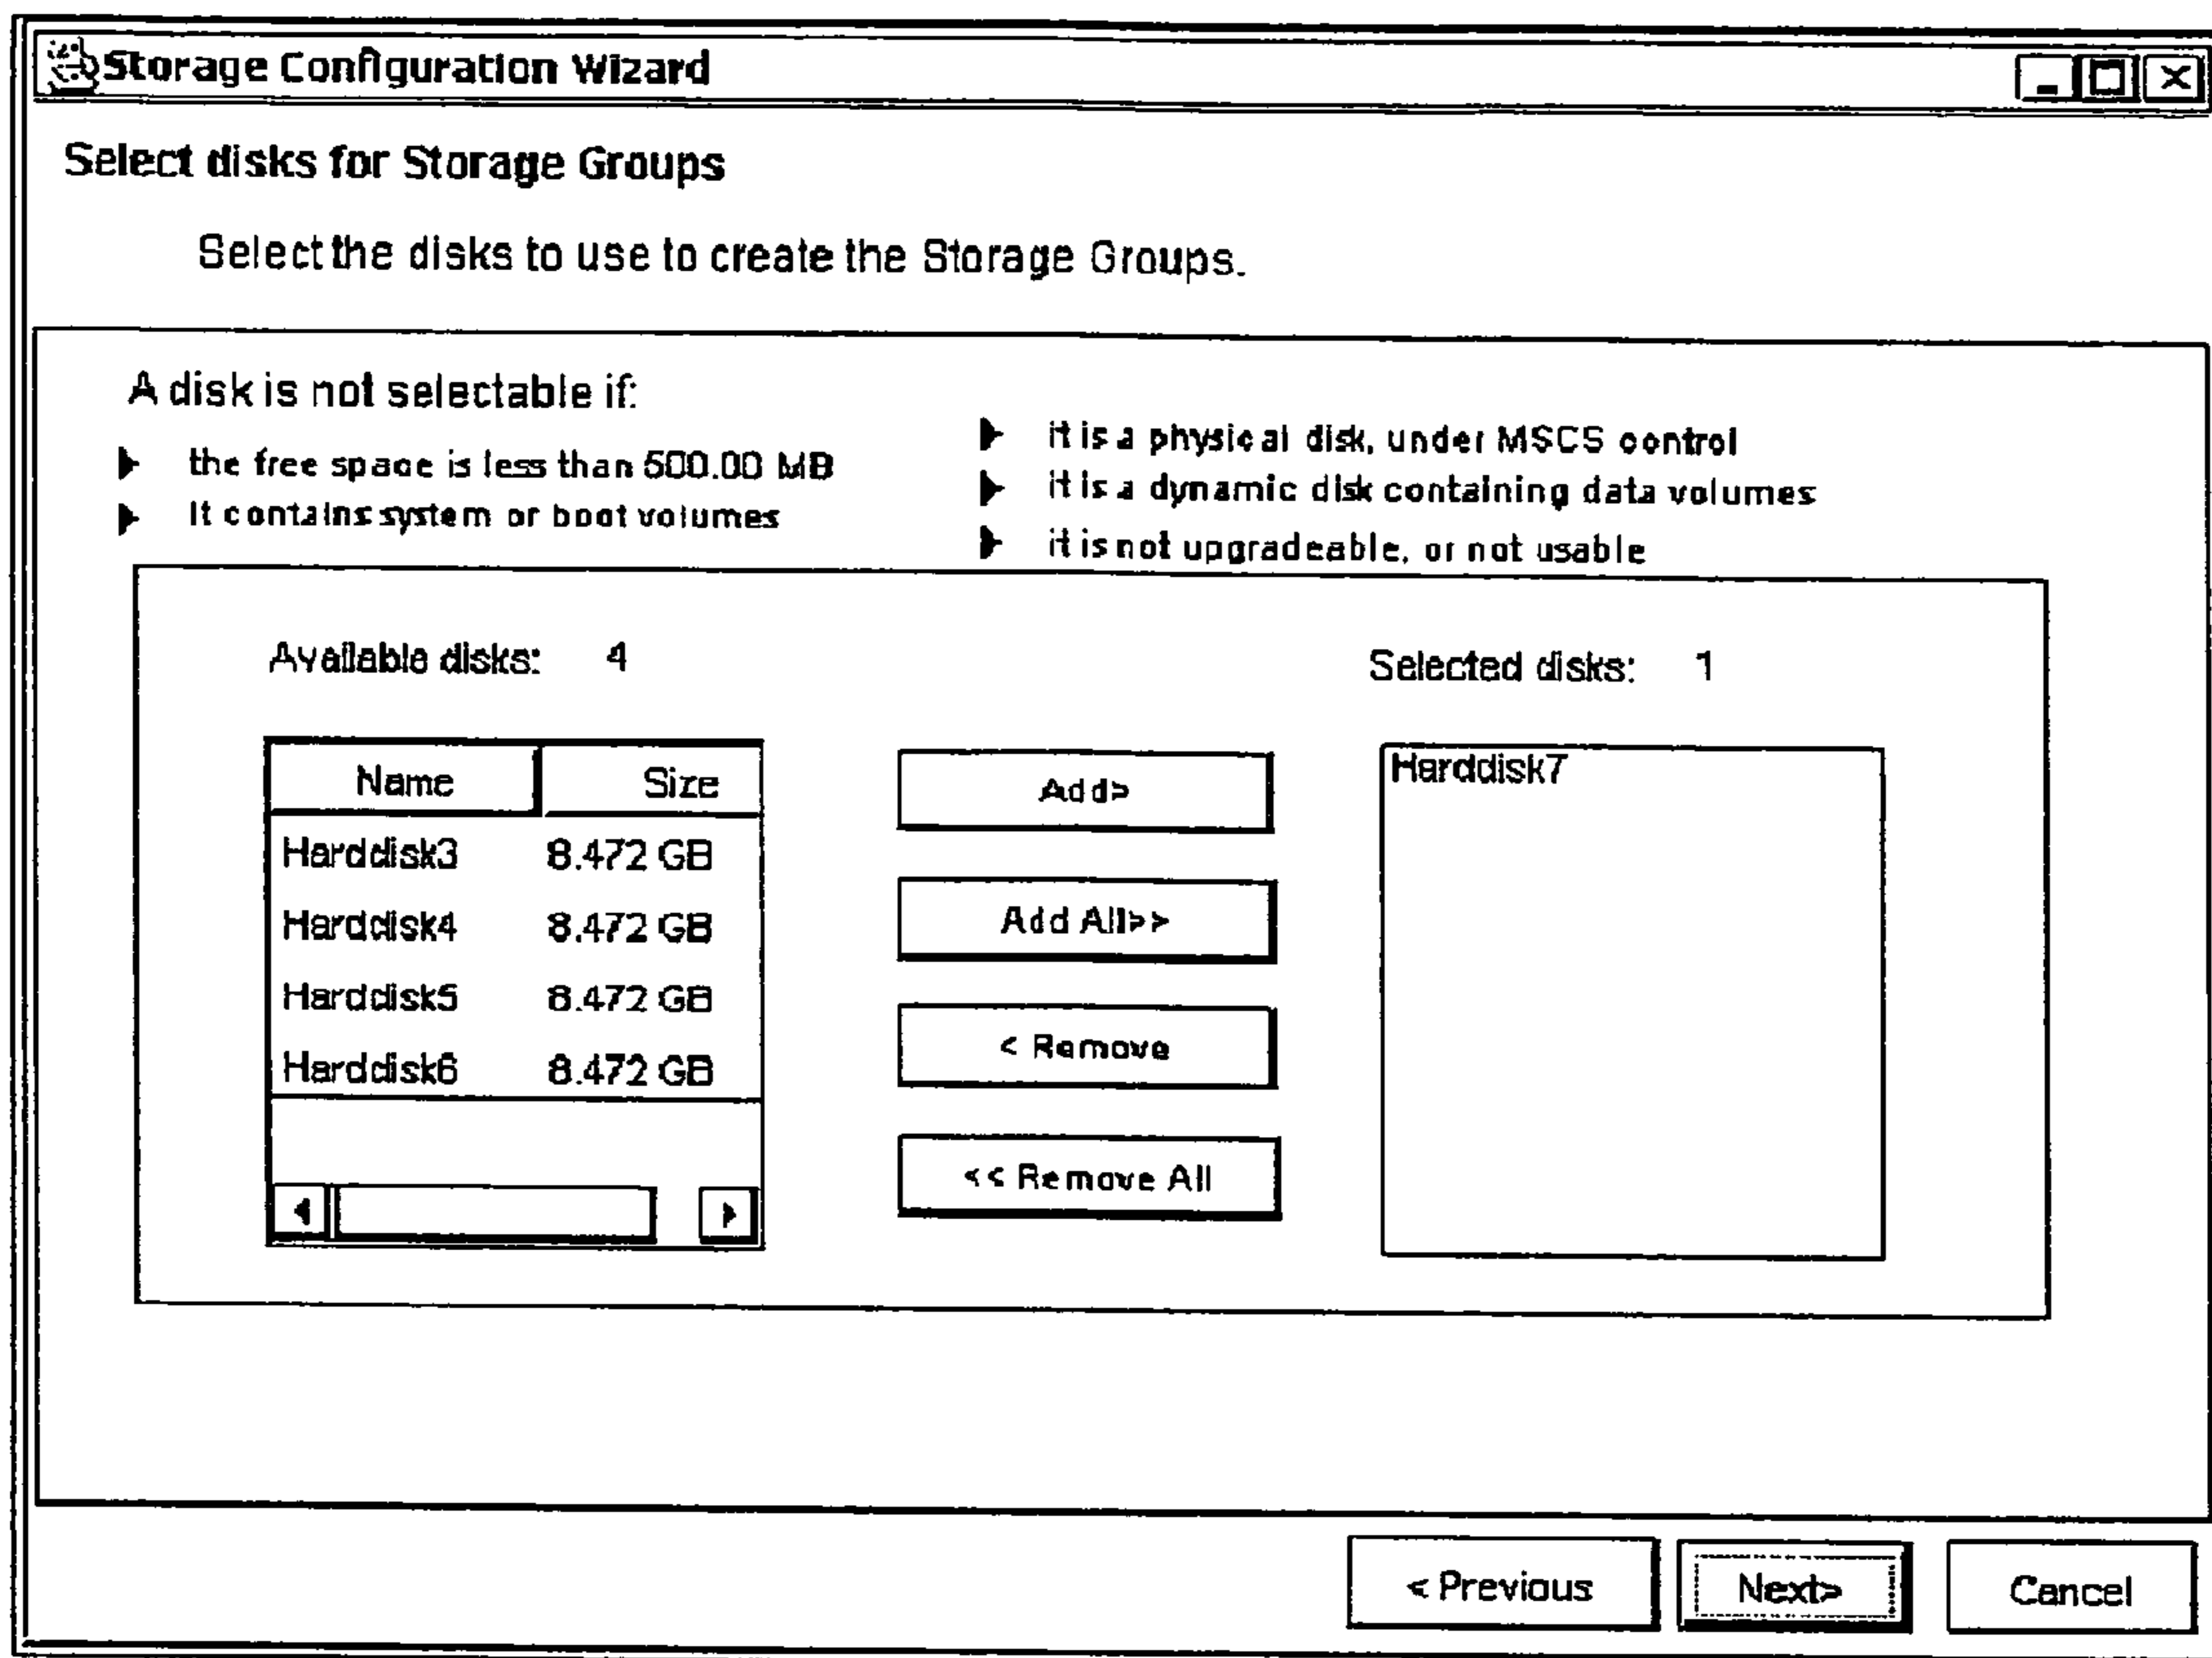 Storage Configuration Wizard
Select disks for Storage Groups
Select the disks to use to create the Storage Groups.
A disk is not selectable if:
the free space is less than 500.00 MB
It contains system or boot volumes
it is a physical disk, under MSCS control
it is a dynamic disk containing data volumes
it is not upgradeable, or not usable
Available disks: 4
Name Size
Harddisk3 8.472 GB
Harddisk4 8.472 GB
Harddisk5 8.472 GB
Harddisk6 8.472 GB
Add>
Add All>>
< Remove
<< Remove All
Selected disks: 1
Harddisk7
< Previous Next> Cancel